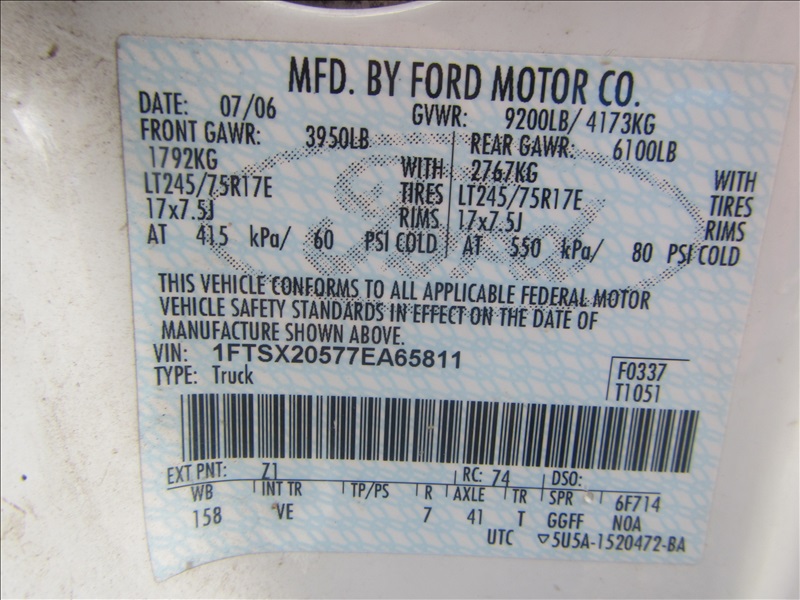 MFD. BY FORD MOTOR CO.
DATE: 07/06 GVWR: 9200LB/ 4173KG
FRONT GAWR: 3950LB REAR GAWR: 6100LB
1792KG WITH 2767KG WITH
LT245/75R17E TIRES LT245/75R17E TIRES
17x7.5J RIMS 17x7.5J RIMS
AT 415 kPa/ 60 PSI COLD AT 550 kPa/ 80 PSI COLD
THIS VEHICLE CONFORMS TO ALL APPLICABLE FEDERAL MOTOR
VEHICLE SAFETY STANDARDS IN EFFECT ON THE DATE OF
MANUFACTURE SHOWN ABOVE.
VIN: 1FTSX20577EA65811
TYPE: Truck
F0337
T1051
EXT PNT: Z1 RC: 74 DSO:
WB INT TR TP/PS R AXLE TR SPR 6F714
158 VE 7 41 T GGFF N0A
UTC ▽5U5A-1520472-BA
Ford